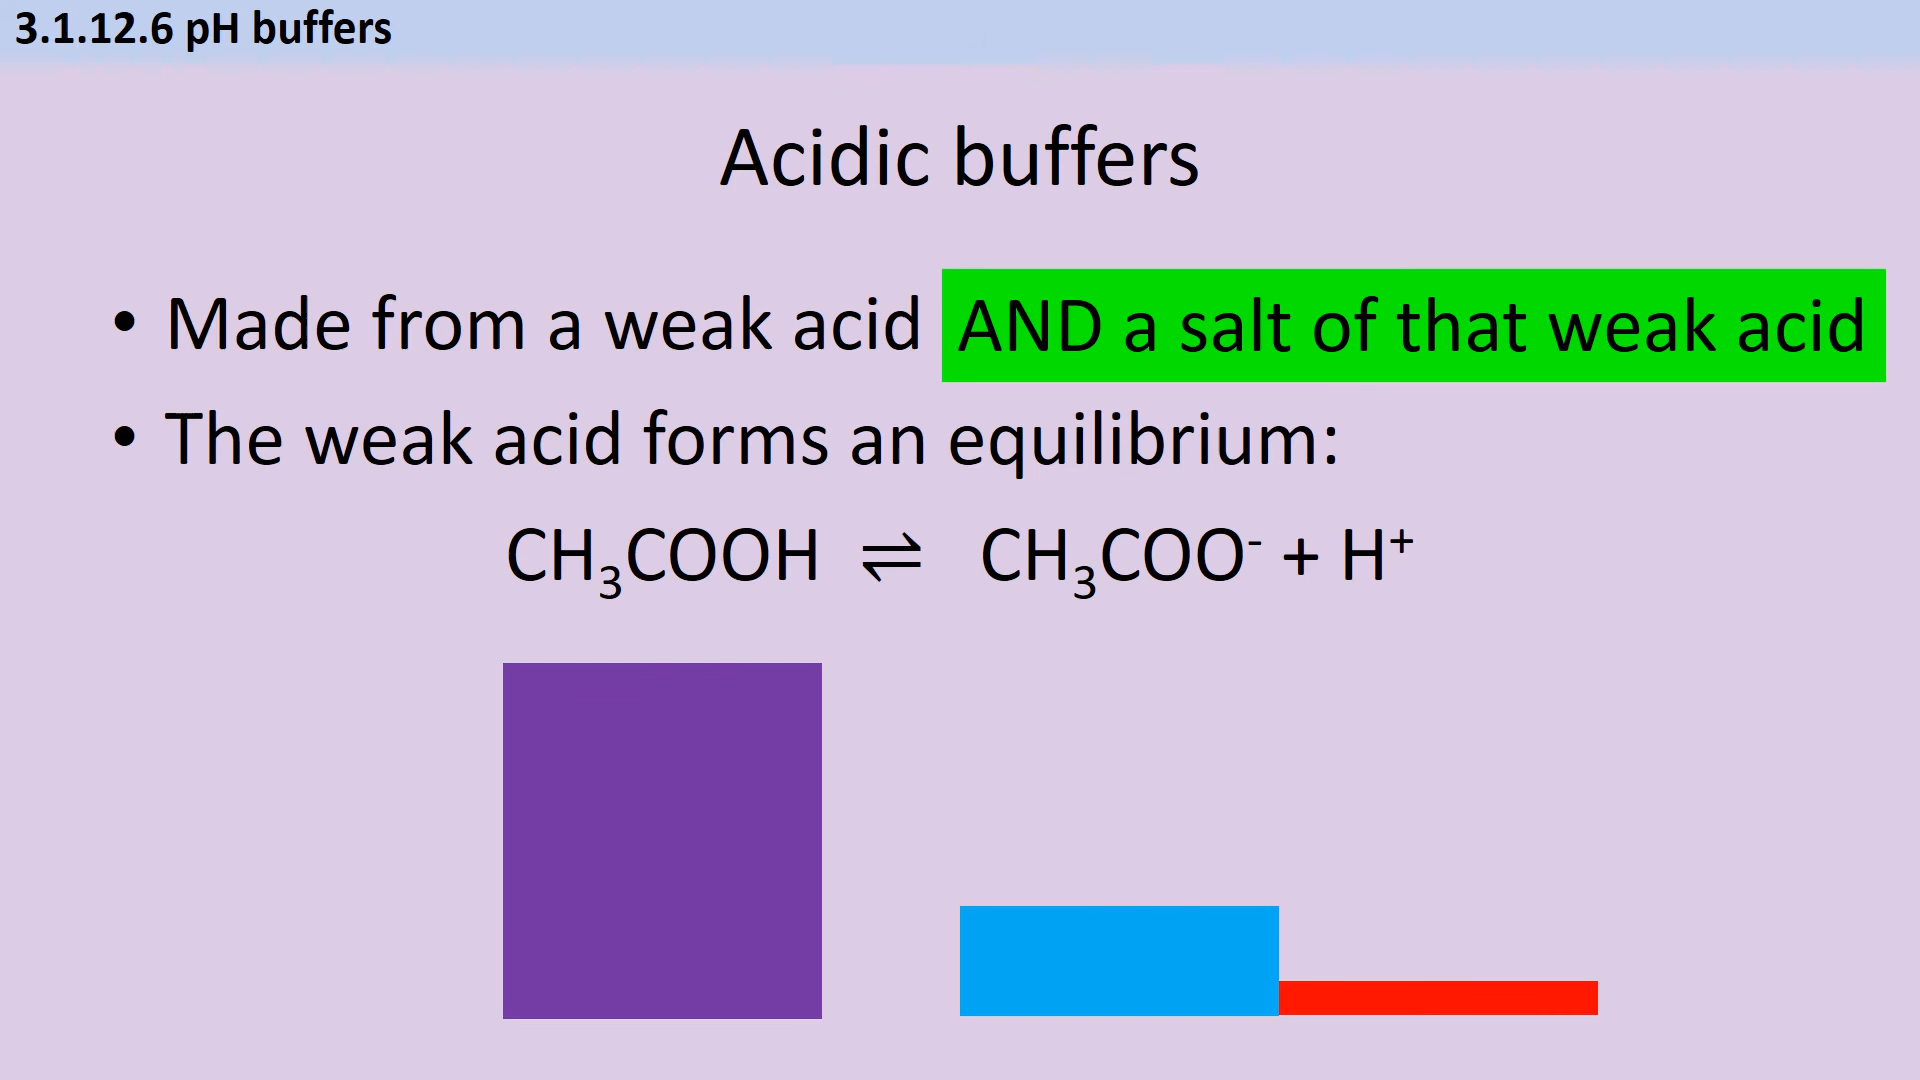 3.1.12.6 pH buffers
Acidic buffers
• Made from a weak acid AND a salt of that weak acid
• The weak acid forms an equilibrium:
CH₃COOH ⇌ CH₃COO⁻ + H⁺